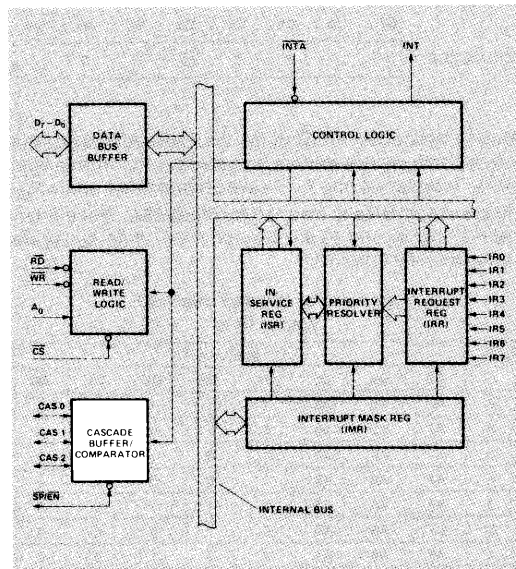 INTA
INT
D7–D0
DATA
BUS
BUFFER
CONTROL LOGIC
RD
WR
A0
CS
READ/
WRITE
LOGIC
IN
SERVICE
REG
(ISR)
PRIORITY
RESOLVER
INTERRUPT
REQUEST
REG
(IRR)
IR0
IR1
IR2
IR3
IR4
IR5
IR6
IR7
CAS 0
CAS 1
CAS 2
CASCADE
BUFFER/
COMPARATOR
SP/EN
INTERRUPT MASK REG
(IMR)
INTERNAL BUS